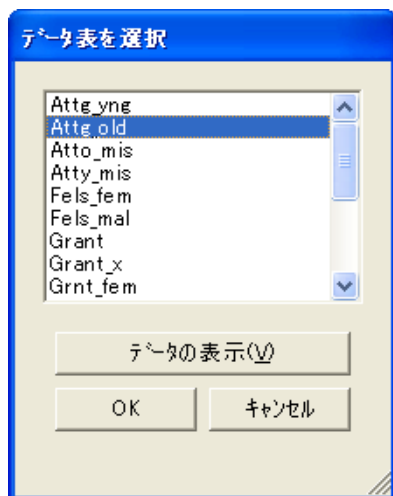 ﾃﾞｰﾀ表を選択
Attg_yng
Attg_old
Atto_mis
Atty_mis
Fels_fem
Fels_mal
Grant
Grant_x
Grnt_fem
ﾃﾞｰﾀの表示(V)
OK
ｷｬﾝｾﾙ